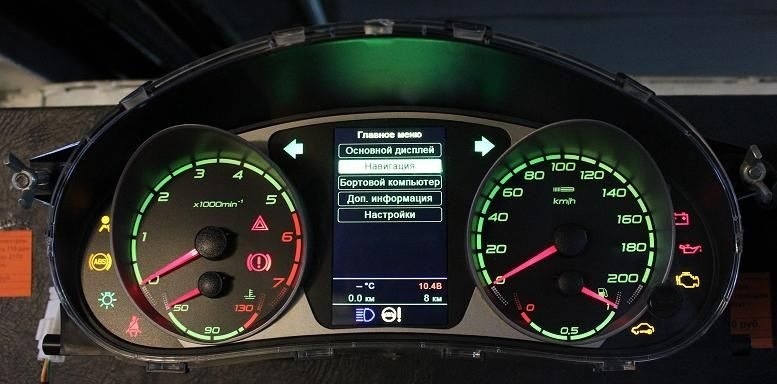 Главное меню
Основной дисплей
Навигация
Бортовой компьютер
Доп. информация
Настройки
-- °C 10.4В
0.0 км 8 км
0 1 2 3 4 5 6 7
x1000min⁻¹
ABS
50 90 130
0 20 40 60 80 100 120 140 160 180 200
km/h
0 0,5 1